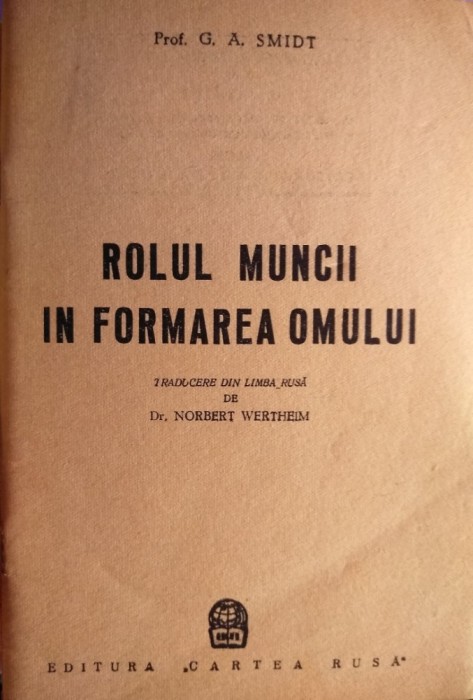 Prof. G. A. SMIDT
ROLUL MUNCII
IN FORMAREA OMULUI
TRADUCERE DIN LIMBA RUSĂ
DE
Dr. NORBERT WERTHEIM
EDITURA „CARTEA RUSĂ"